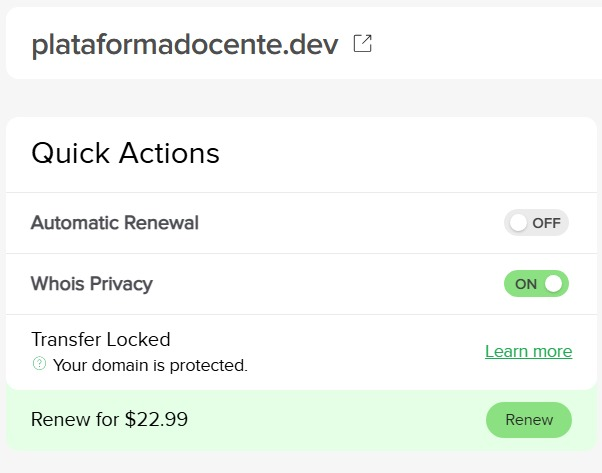 plataformadocente.dev
Quick Actions
Automatic Renewal
OFF
Whois Privacy
ON
Transfer Locked
? Your domain is protected.
Learn more
Renew for $22.99
Renew